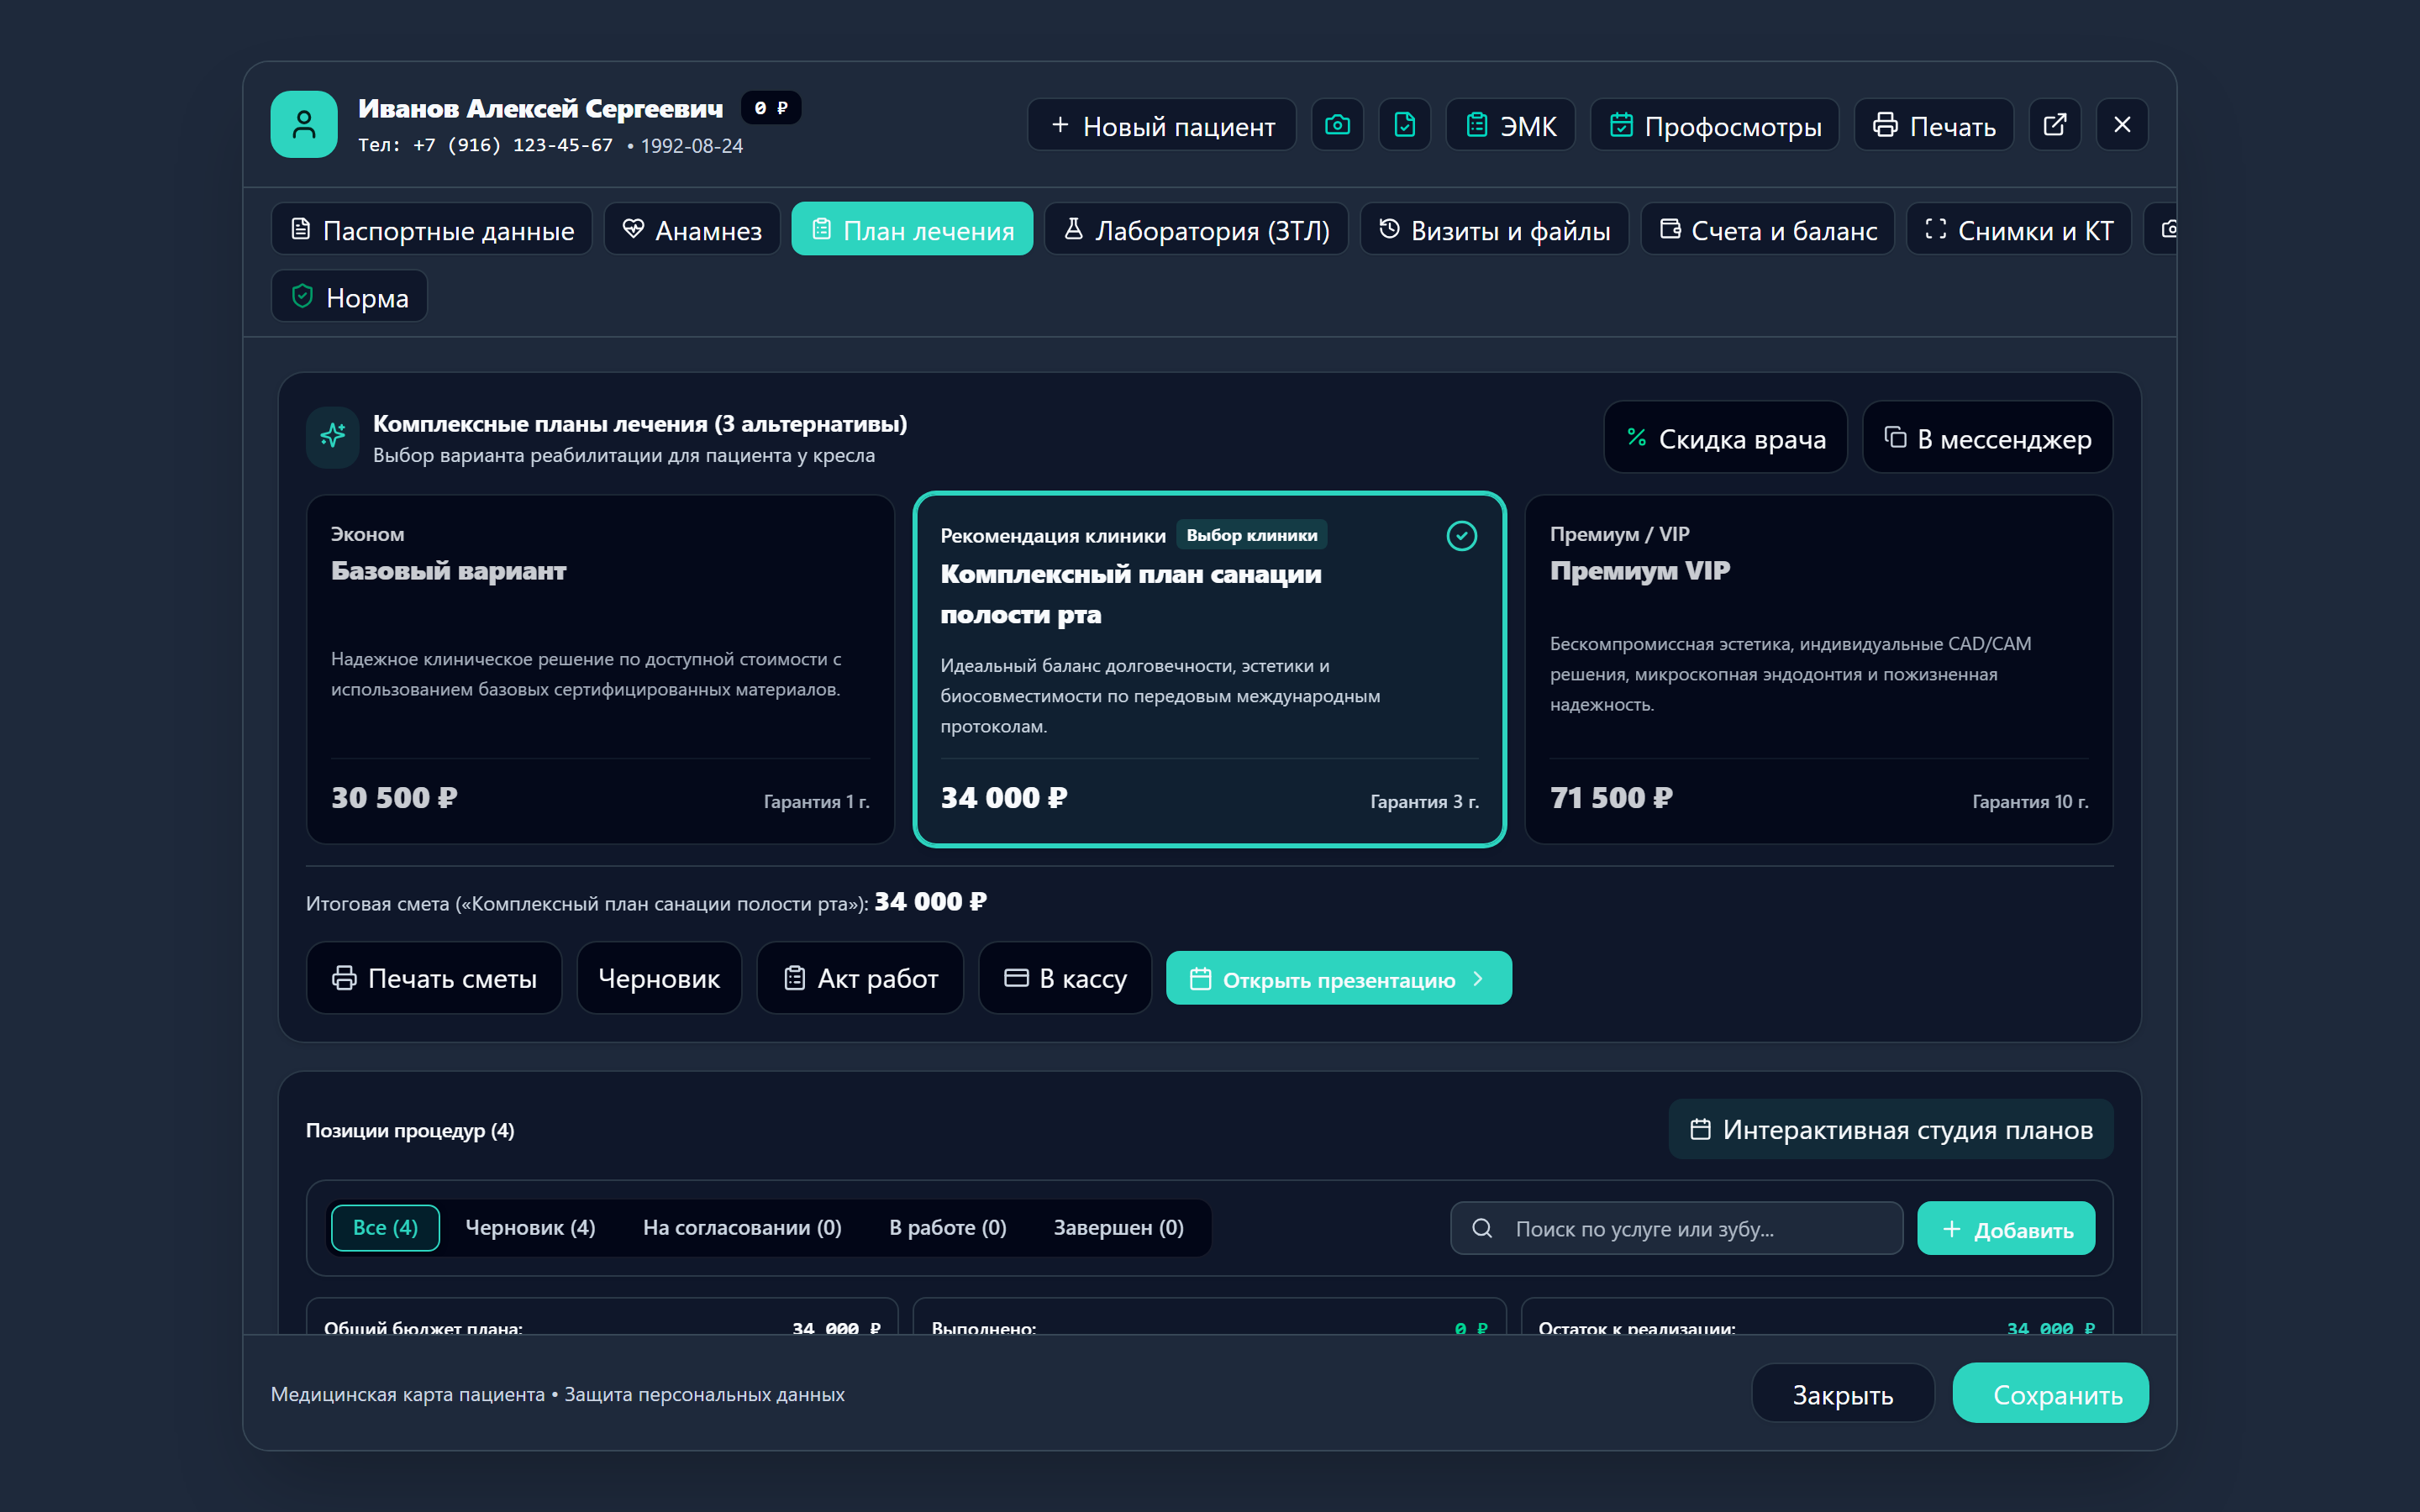 Иванов Алексей Сергеевич 0 ₽
Тел: +7 (916) 123-45-67 • 1992-08-24
Новый пациент
ЭМК
Профосмотры
Печать
Паспортные данные
Анамнез
План лечения
Лаборатория (ЗТЛ)
Визиты и файлы
Счета и баланс
Снимки и КТ
Норма
Комплексные планы лечения (3 альтернативы)
Выбор варианта реабилитации для пациента у кресла
Скидка врача
В мессенджер
Эконом
Базовый вариант
Надежное клиническое решение по доступной стоимости с
использованием базовых сертифицированных материалов.
30 500 ₽
Гарантия 1 г.
Рекомендация клиники Выбор клиники
Комплексный план санации
полости рта
Идеальный баланс долговечности, эстетики и
биосовместимости по передовым международным
протоколам.
34 000 ₽
Гарантия 3 г.
Премиум / VIP
Премиум VIP
Бескомпромиссная эстетика, индивидуальные CAD/CAM
решения, микроскопная эндодонтия и пожизненная
надежность.
71 500 ₽
Гарантия 10 г.
Итоговая смета («Комплексный план санации полости рта»): 34 000 ₽
Печать сметы
Черновик
Акт работ
В кассу
Открыть презентацию
Позиции процедур (4)
Интерактивная студия планов
Все (4)
Черновик (4)
На согласовании (0)
В работе (0)
Завершен (0)
Поиск по услуге или зубу...
Добавить
Общий бюджет плана: 34 000 ₽
Выполнено: 0 ₽
Остаток к реализации: 34 000 ₽
Медицинская карта пациента • Защита персональных данных
Закрыть
Сохранить